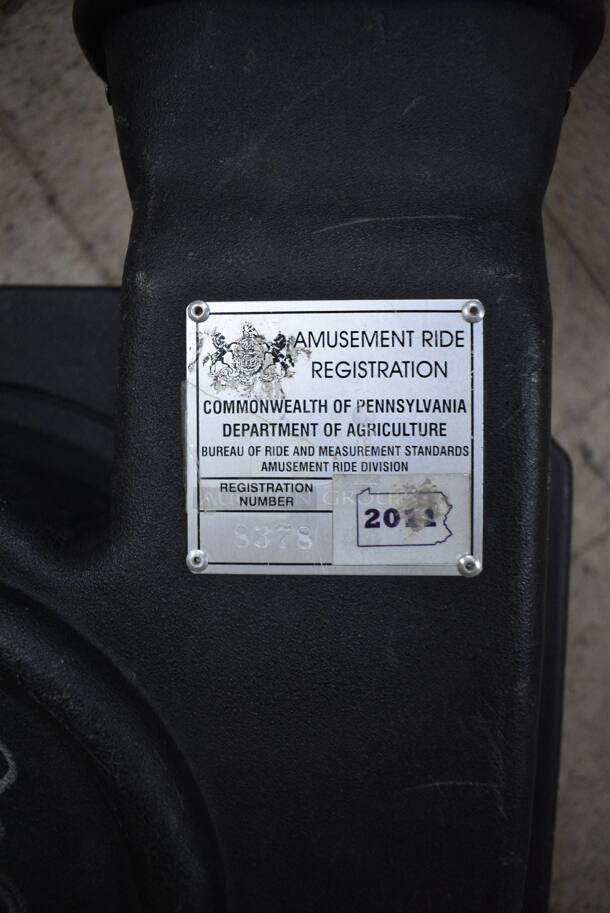 AMUSEMENT RIDE
REGISTRATION
COMMONWEALTH OF PENNSYLVANIA
DEPARTMENT OF AGRICULTURE
BUREAU OF RIDE AND MEASUREMENT STANDARDS
AMUSEMENT RIDE DIVISION
REGISTRATION
NUMBER
8378